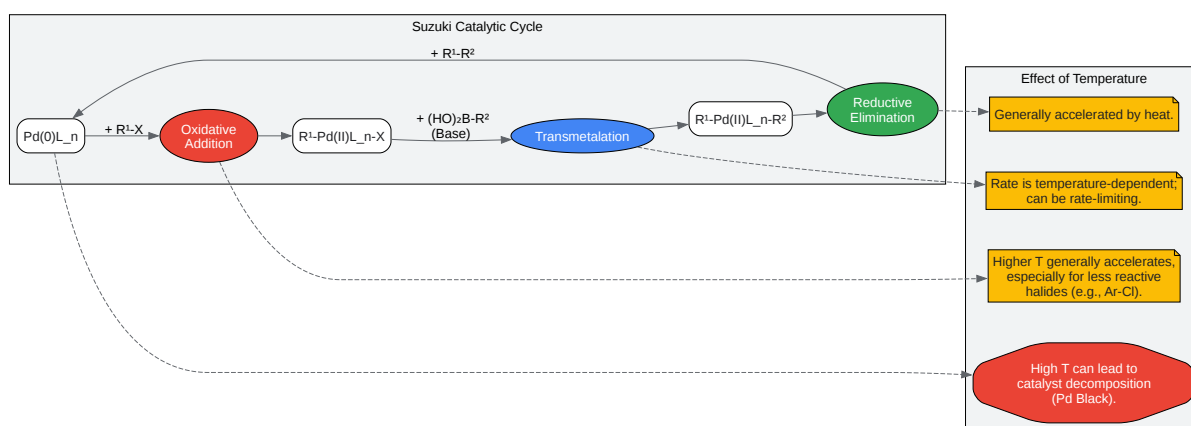 Suzuki Catalytic Cycle
+ R¹-R²
Pd(0)L_n
+ R¹-X
Oxidative
Addition
R¹-Pd(II)L_n-X
+ (HO)₂B-R²
(Base)
Transmetalation
R¹-Pd(II)L_n-R²
Reductive
Elimination
Effect of Temperature
Generally accelerated by heat.
Rate is temperature-dependent;
can be rate-limiting.
Higher T generally accelerates,
especially for less reactive
halides (e.g., Ar-Cl).
High T can lead to
catalyst decomposition
(Pd Black).